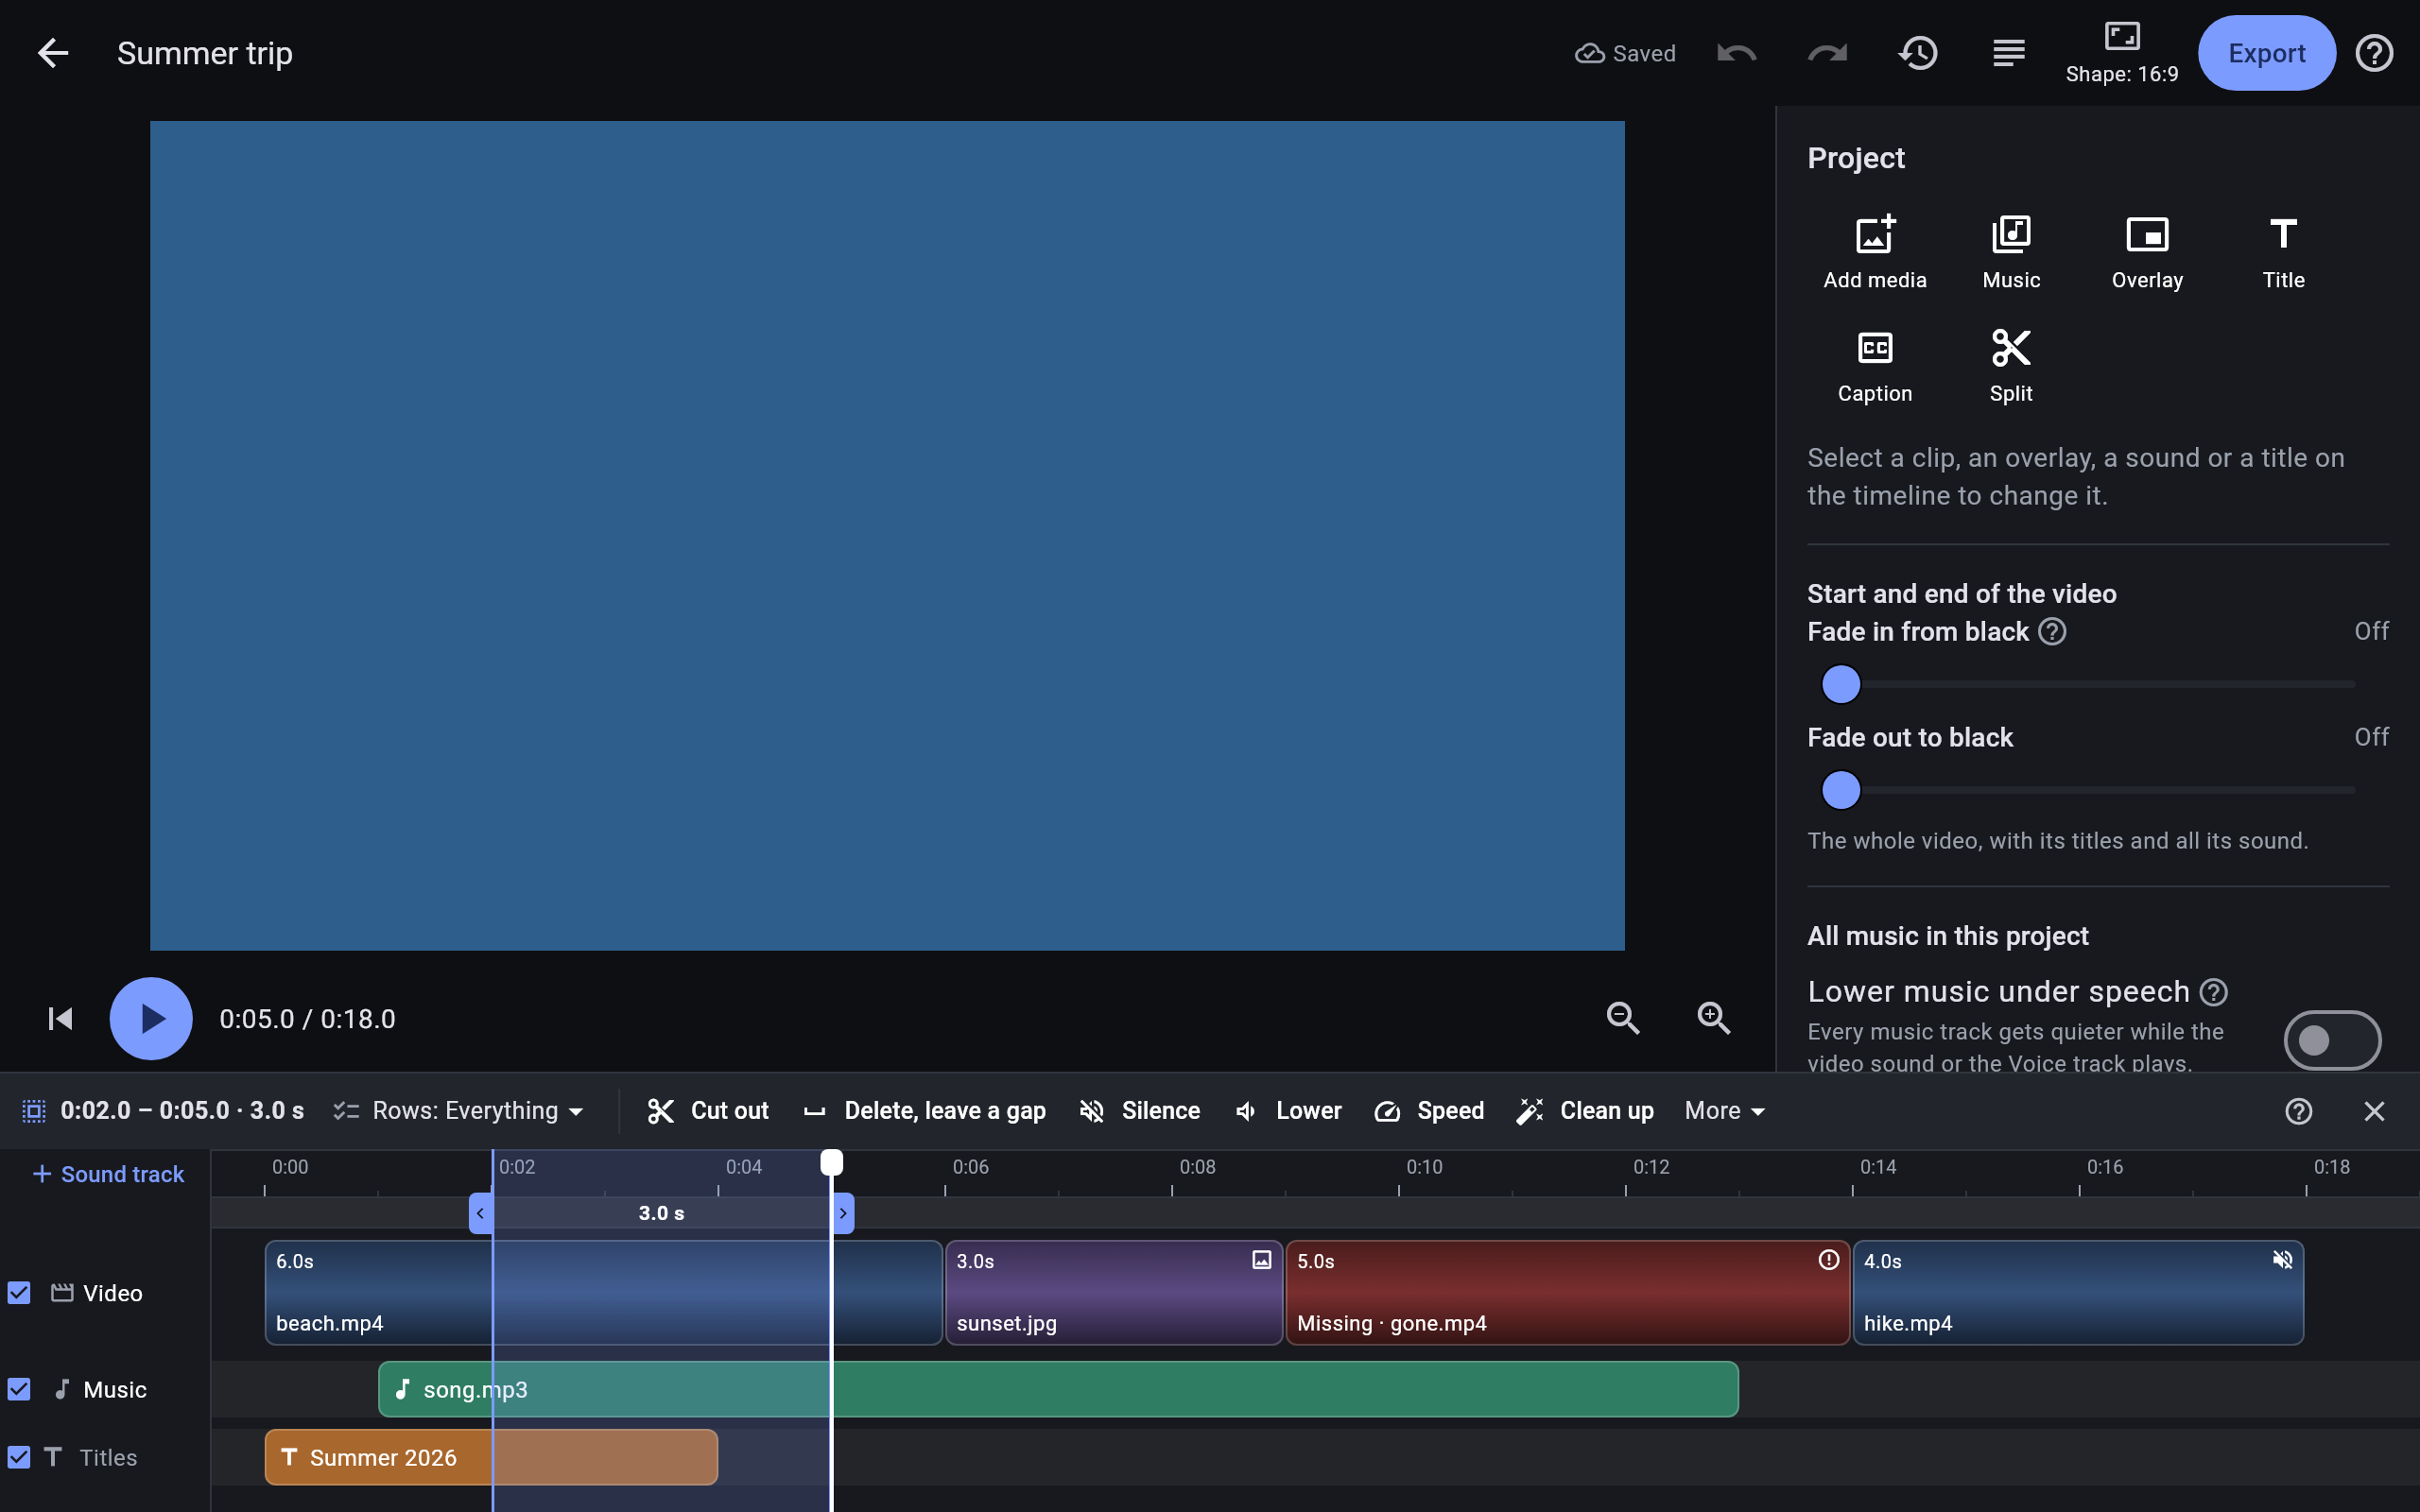 Summer trip
Saved
Shape: 16:9
Export
Project
Add media
Music
Overlay
Title
CC
Caption
Split
Select a clip, an overlay, a sound or a title on
the timeline to change it.
Start and end of the video
Fade in from black
Off
Fade out to black
Off
The whole video, with its titles and all its sound.
All music in this project
Lower music under speech
Every music track gets quieter while the
video sound or the Voice track plays.
0:05.0 / 0:18.0
0:02.0 – 0:05.0 · 3.0 s
Rows: Everything
Cut out
Delete, leave a gap
Silence
Lower
Speed
Clean up
More
+ Sound track
0:00
0:02
0:04
0:06
0:08
0:10
0:12
0:14
0:16
0:18
3.0 s
Video
6.0s
beach.mp4
3.0s
sunset.jpg
5.0s
Missing · gone.mp4
4.0s
hike.mp4
Music
song.mp3
Titles
Summer 2026